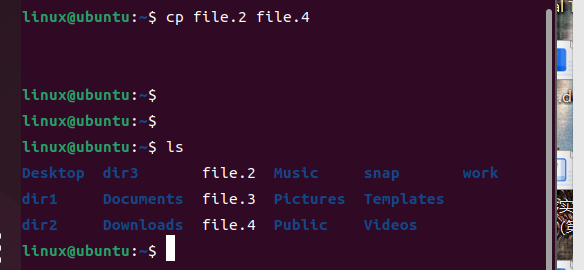 linux@ubuntu:~$ cp file.2 file.4
linux@ubuntu:~$
linux@ubuntu:~$
linux@ubuntu:~$ ls
Desktop dir3 file.2 Music snap work
dir1 Documents file.3 Pictures Templates
dir2 Downloads file.4 Public Videos
linux@ubuntu:~$